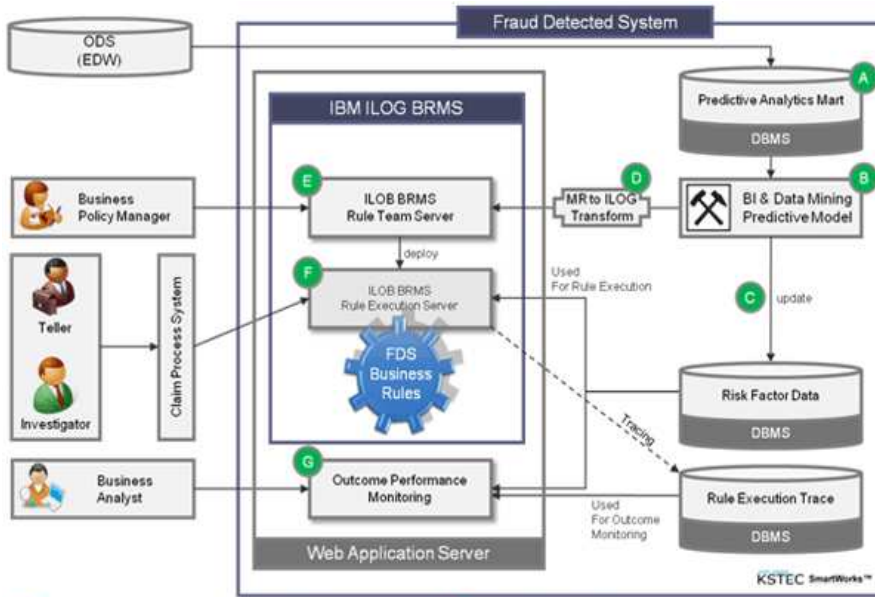 Fraud Detected System
ODS
(EDW)
A
Predictive Analytics Mart
DBMS
IBM ILOG BRMS
E
ILOB BRMS
Rule Team Server
D
MR to ILOG
Transform
B
BI & Data Mining
Predictive Model
Business
Policy Manager
deploy
F
ILOB BRMS
Rule Execution Server
Used
For Rule Execution
C
update
Teller
Investigator
Claim Process System
FDS
Business
Rules
Risk Factor Data
DBMS
Tracing
G
Outcome Performance
Monitoring
Business
Analyst
Used
For Outcome
Monitoring
Rule Execution Trace
DBMS
Web Application Server
KSTEC SmartWorks™